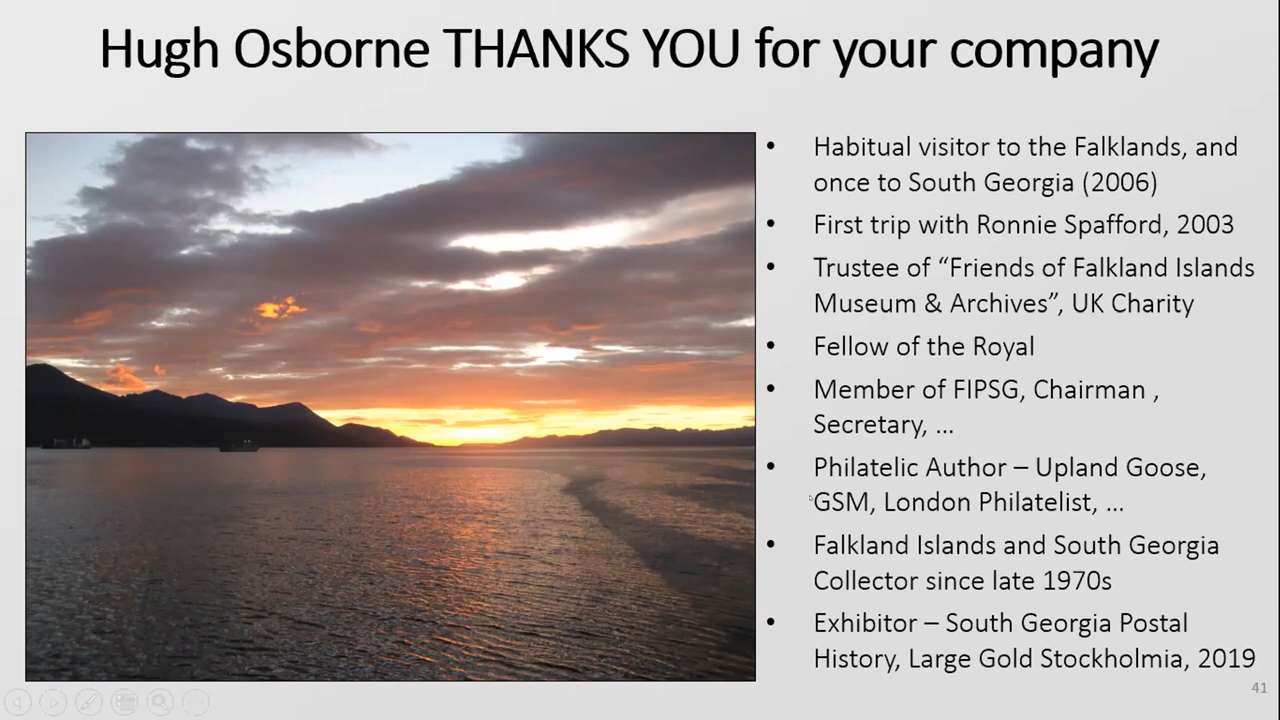 Hugh Osborne THANKS YOU for your company
• Habitual visitor to the Falklands, and
once to South Georgia (2006)
• First trip with Ronnie Spafford, 2003
• Trustee of “Friends of Falkland Islands
Museum & Archives”, UK Charity
• Fellow of the Royal
• Member of FIPSG, Chairman ,
Secretary, ...
• Philatelic Author – Upland Goose,
GSM, London Philatelist, ...
• Falkland Islands and South Georgia
Collector since late 1970s
• Exhibitor – South Georgia Postal
History, Large Gold Stockholmia, 2019
41